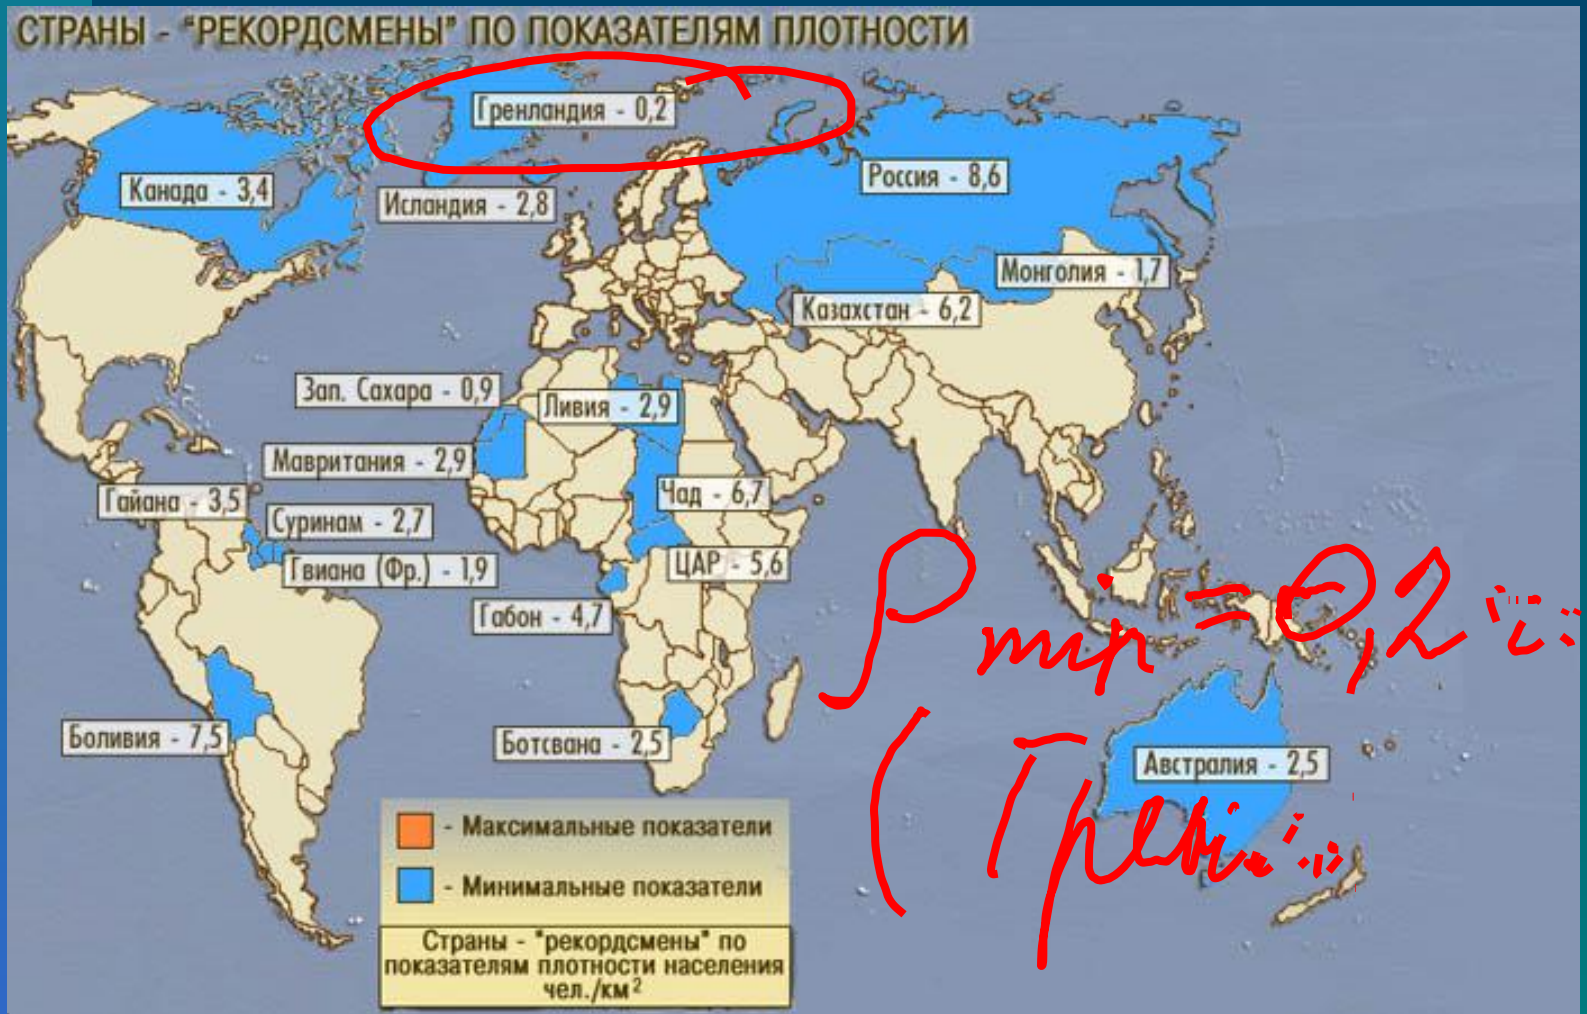 СТРАНЫ - "РЕКОРДСМЕНЫ" ПО ПОКАЗАТЕЛЯМ ПЛОТНОСТИ
Гренландия - 0,2
Канада - 3,4
Исландия - 2,8
Россия - 8,6
Монголия - 1,7
Казахстан - 6,2
Зап. Сахара - 0,9
Ливия - 2,9
Мавритания - 2,9
Чад - 6,7
Гайана - 3,5
Суринам - 2,7
Гвиана (Фр.) - 1,9
ЦАР - 5,6
Габон - 4,7
Боливия - 7,5
Ботсвана - 2,5
Австралия - 2,5
- Максимальные показатели
- Минимальные показатели
Страны - "рекордсмены" по
показателям плотности населения
чел./км²
= 0,2